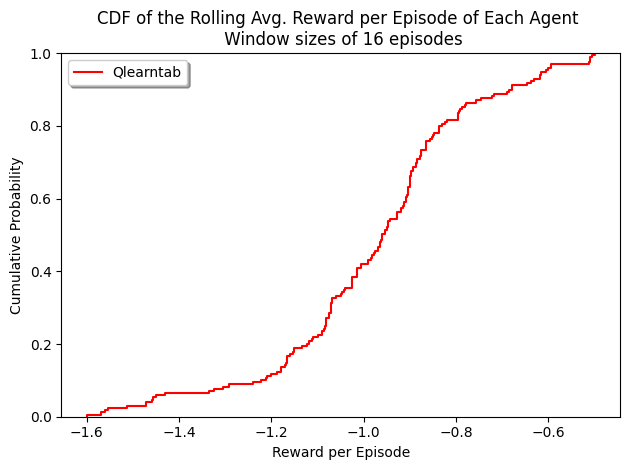 CDF of the Rolling Avg. Reward per Episode of Each Agent
Window sizes of 16 episodes
Qlearntab
1.0
0.8
0.6
0.4
0.2
0.0
Cumulative Probability
−1.6 −1.4 −1.2 −1.0 −0.8 −0.6
Reward per Episode